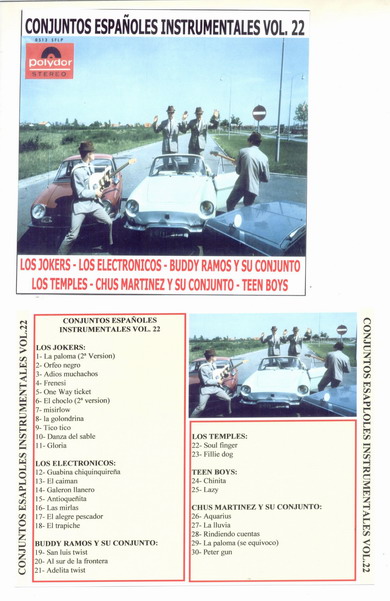 CONJUNTOS ESPAÑOLES INSTRUMENTALES VOL. 22
polydor
STEREO
LOS JOKERS - LOS ELECTRONICOS - BUDDY RAMOS Y SU CONJUNTO
LOS TEMPLES - CHUS MARTINEZ Y SU CONJUNTO - TEEN BOYS
CONJUNTOS ESAPLOLES INSTRUMENTALES VOL.22
CONJUNTOS ESPAÑOLES
INSTRUMENTALES VOL. 22
LOS JOKERS:
1- La paloma (2ª Version)
2- Orfeo negro
3- Adios muchachos
4- Frenesi
5- One Way ticket
6- El choclo (2ª version)
7- misirlow
8- la golondrina
9- Tico tico
10- Danza del sable
11- Gloria
LOS ELECTRONICOS:
12- Guabina chiquinquireña
13- El caiman
14- Galeron llanero
15- Antioqueñita
16- Las mirlas
17- El alegre pescador
18- El trapiche
BUDDY RAMOS Y SU CONJUNTO:
19- San luis twist
20- Al sur de la frontera
21- Adelita twist
LOS TEMPLES:
22- Soul finger
23- Fillie dog
TEEN BOYS:
24- Chinita
25- Lazy
CHUS MARTINEZ Y SU CONJUNTO:
26- Aquarius
27- La lluvia
28- Rindiendo cuentas
29- La paloma (se equivoco)
30- Peter gun
CONJUNTOS ESAPLOLES INSTRUMENTALES VOL.22